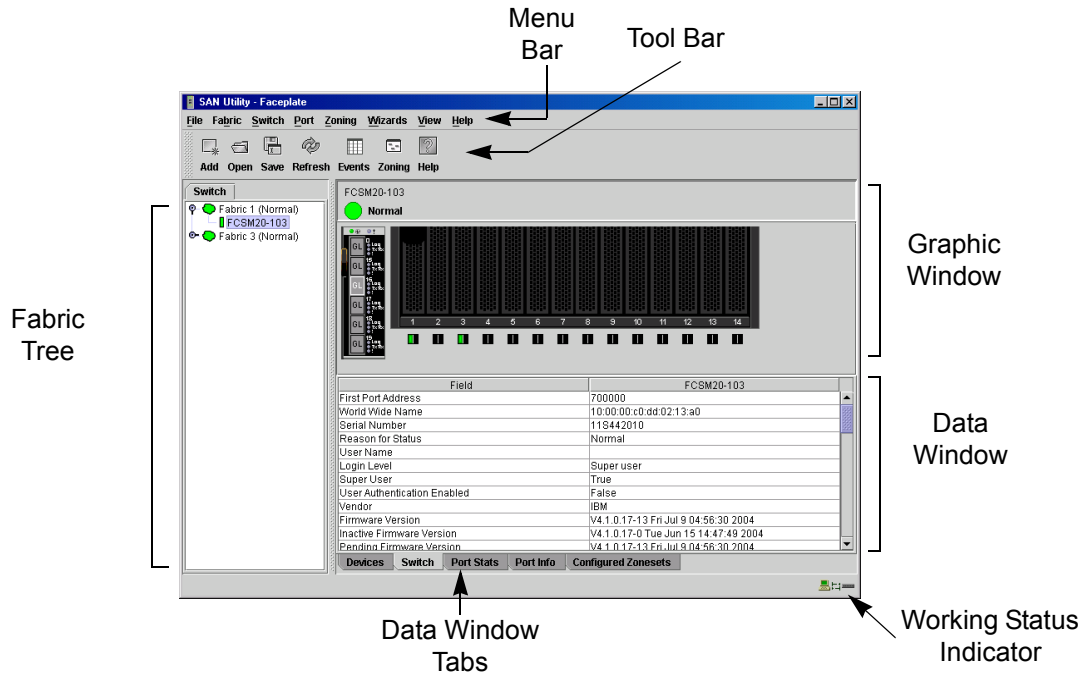 Menu
Bar
Tool Bar
SAN Utility - Faceplate
File Fabric Switch Port Zoning Wizards View Help
Add Open Save Refresh Events Zoning Help
Switch
Fabric 1 (Normal)
FCSM20-103
Fabric 3 (Normal)
FCSM20-103
Normal
GL
GL
GL
GL
GL
GL
1 2 3 4 5 6 7 8 9 10 11 12 13 14
Field FCSM20-103
First Port Address 700000
World Wide Name 10:00:00:c0:dd:02:13:a0
Serial Number 11S442010
Reason for Status Normal
User Name
Login Level Super user
Super User True
User Authentication Enabled False
Vendor IBM
Firmware Version V4.1.0.17-13 Fri Jul 9 04:56:30 2004
Inactive Firmware Version V4.1.0.17-0 Tue Jun 15 14:47:49 2004
Pending Firmware Version V4.1.0.17-13 Fri Jul 9 04:56:30 2004
Devices Switch Port Stats Port Info Configured Zonesets
Fabric
Tree
Graphic
Window
Data
Window
Data Window
Tabs
Working Status
Indicator